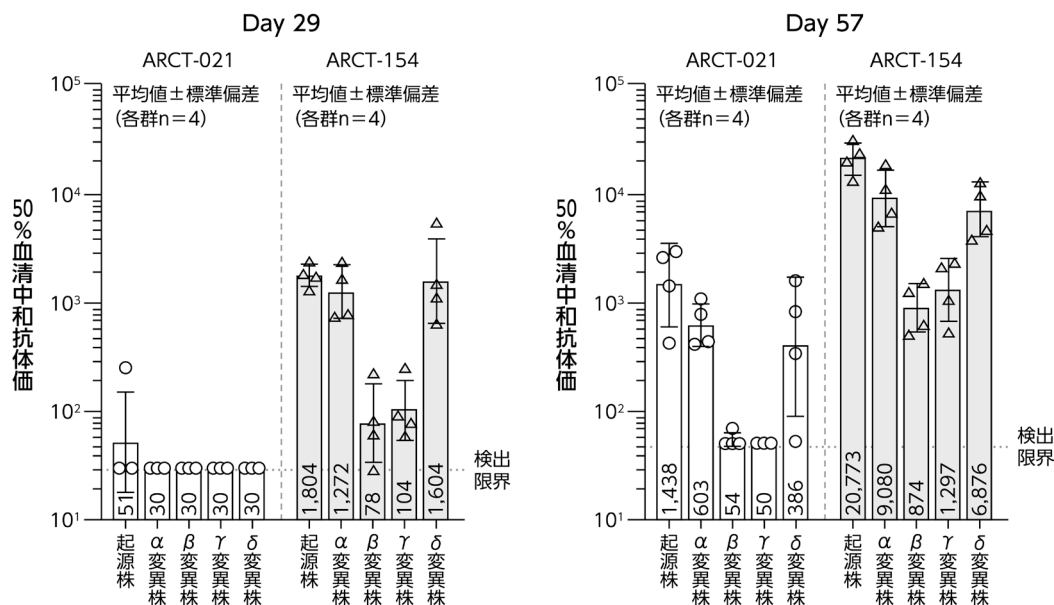 Day 29
ARCT-021
ARCT-154
平均値±標準偏差
（各群n＝4）
平均値±標準偏差
（各群n＝4）
50％血清中和抗体価
10⁵
10⁴
10³
10²
10¹
検出
限界
51
30
30
30
30
1,804
1,272
78
104
1,604
起源株
α変異株
β変異株
γ変異株
δ変異株
起源株
α変異株
β変異株
γ変異株
δ変異株
Day 57
ARCT-021
ARCT-154
平均値±標準偏差
（各群n＝4）
平均値±標準偏差
（各群n＝4）
50％血清中和抗体価
10⁵
10⁴
10³
10²
10¹
検出
限界
1,438
603
54
50
386
20,773
9,080
874
1,297
6,876
起源株
α変異株
β変異株
γ変異株
δ変異株
起源株
α変異株
β変異株
γ変異株
δ変異株